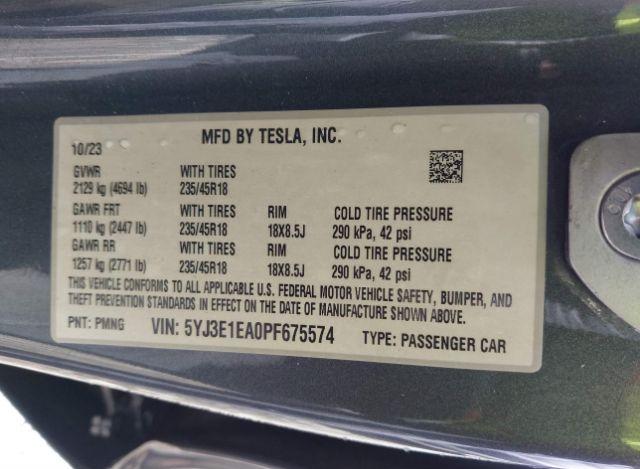 MFD BY TESLA, INC.
10/23
GVWR WITH TIRES
2129 kg (4694 lb) 235/45R18
GAWR FRT WITH TIRES RIM COLD TIRE PRESSURE
1110 kg (2447 lb) 235/45R18 18X8.5J 290 kPa, 42 psi
GAWR RR WITH TIRES RIM COLD TIRE PRESSURE
1257 kg (2771 lb) 235/45R18 18X8.5J 290 kPa, 42 psi
THIS VEHICLE CONFORMS TO ALL APPLICABLE U.S. FEDERAL MOTOR VEHICLE SAFETY, BUMPER, AND
THEFT PREVENTION STANDARDS IN EFFECT ON THE DATE OF MANUFACTURE SHOWN ABOVE.
PNT: PMNG VIN: 5YJ3E1EA0PF675574 TYPE: PASSENGER CAR